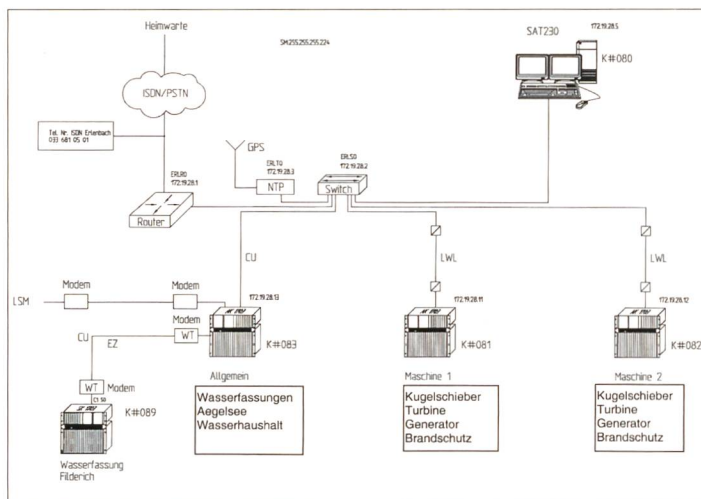 Heimwarte
SM:255.255.255.224
SAT230
172.19.28.5
K#080
ISDN/PSTN
Tel. Nr. ISDN Erlenbach
033 681 05 01
GPS
ERLTO
172.19.28.3
NTP
ERLS0
172.19.28.2
Switch
ERLR0
172.19.28.1
Router
CU
LWL
LWL
Modem
Modem
LSM
172.19.28.13
172.19.28.11
172.19.28.12
Modem
CU
EZ
WT
K#083
K#081
K#082
WT
Modem
K#089
Wasserfassung
Filderich
Allgemein
Wasserfassungen
Aegelsee
Wasserhaushalt
Maschine 1
Kugelschieber
Turbine
Generator
Brandschutz
Maschine 2
Kugelschieber
Turbine
Generator
Brandschutz